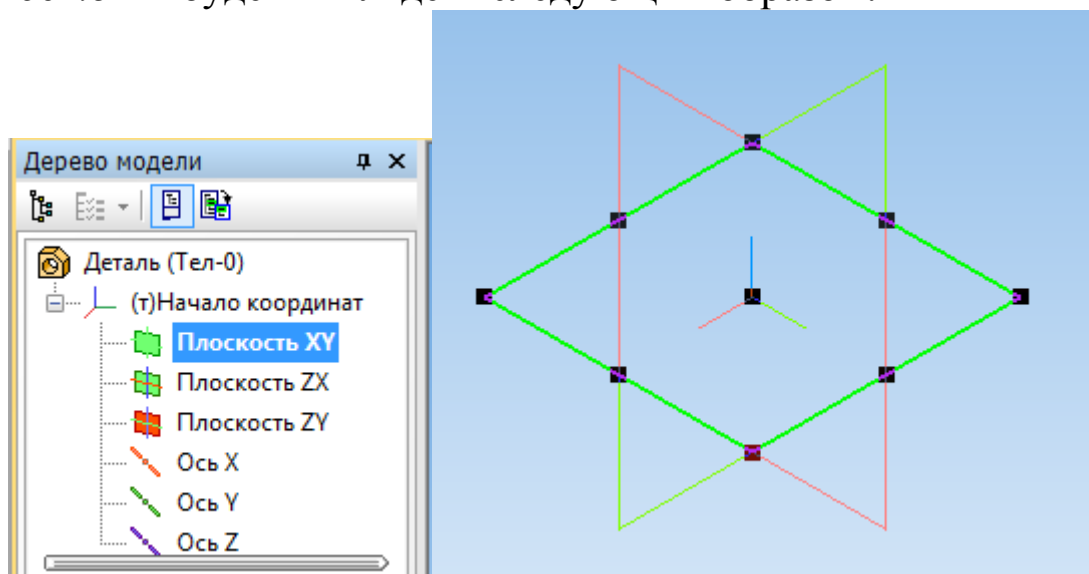 Дерево модели
Деталь (Тел-0)
(т)Начало координат
Плоскость XY
Плоскость ZX
Плоскость ZY
Ось X
Ось Y
Ось Z